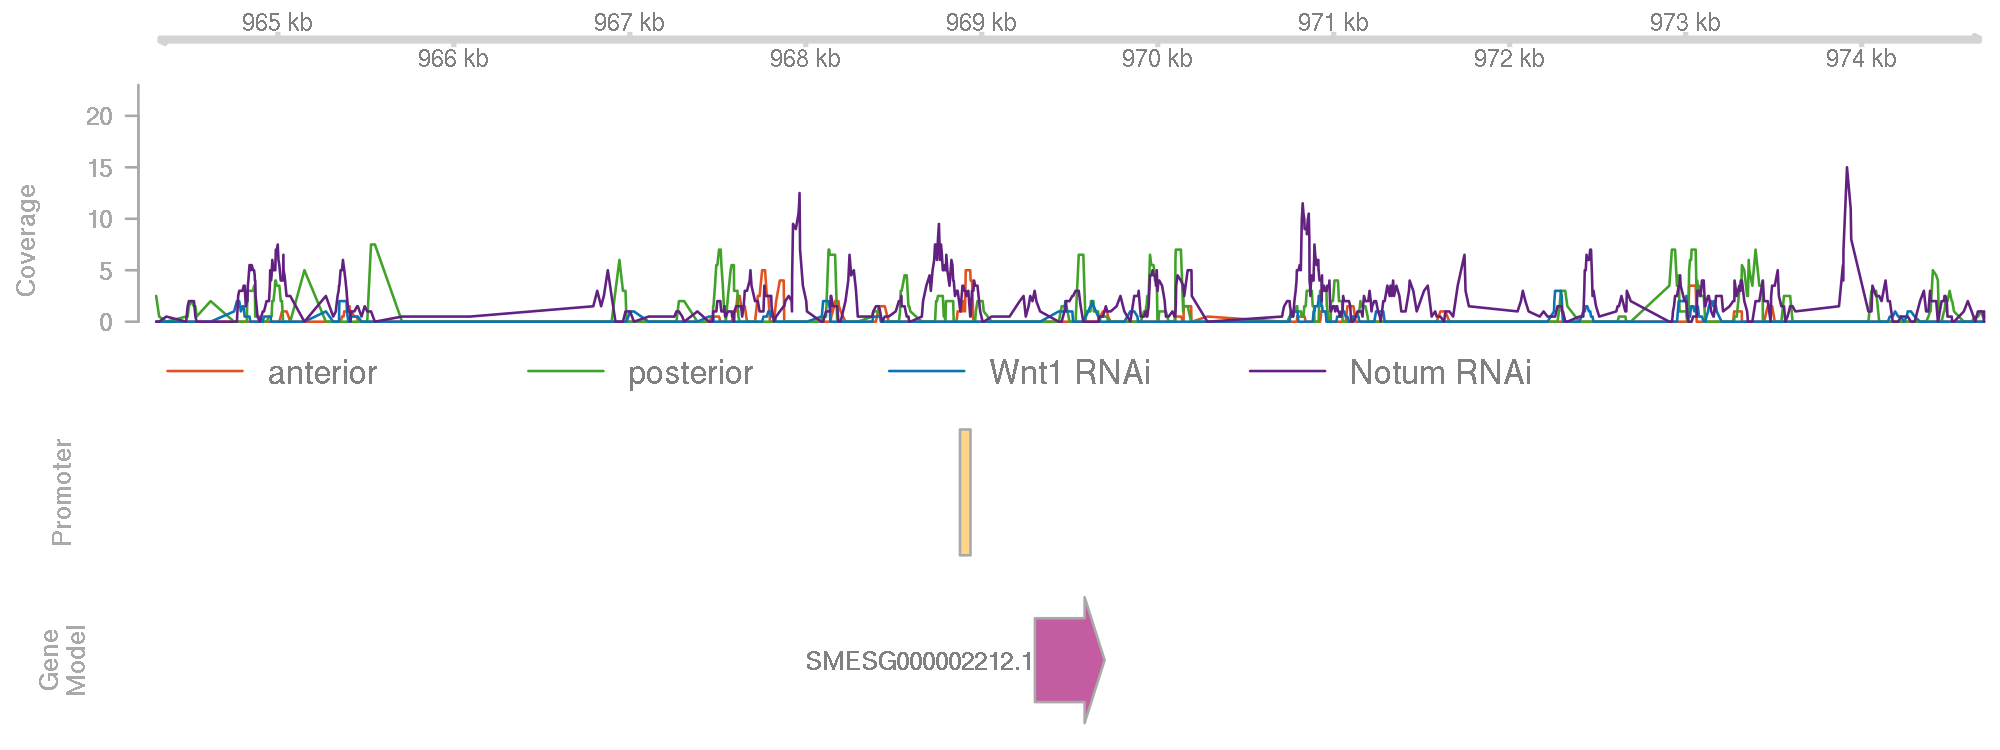 965 kb 967 kb 969 kb 971 kb 973 kb
966 kb 968 kb 970 kb 972 kb 974 kb
Coverage
20
15
10
5
0
anterior posterior Wnt1 RNAi Notum RNAi
Promoter
Gene
Model
SMESG000002212.1